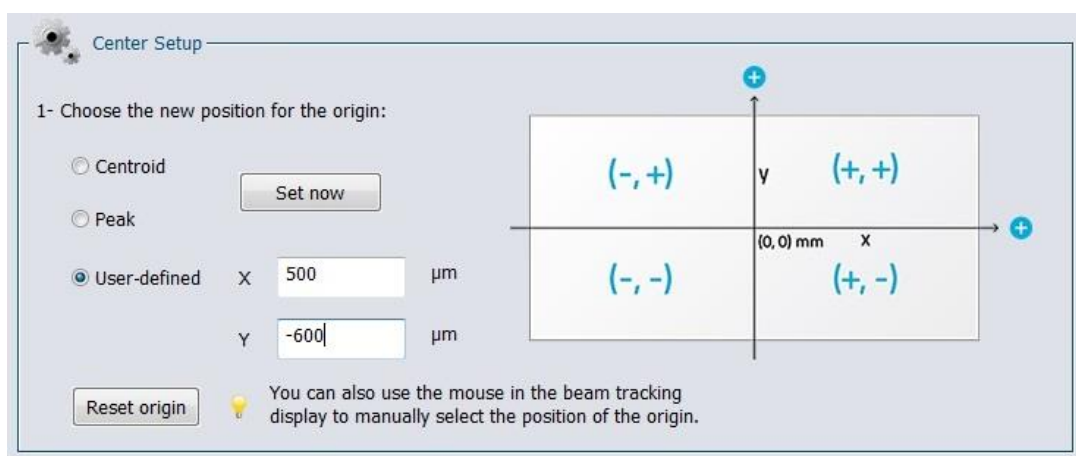 Center Setup
1- Choose the new position for the origin:
Centroid
Set now
Peak
User-defined X 500 µm
Y -600 µm
Reset origin
You can also use the mouse in the beam tracking
display to manually select the position of the origin.
+
(-, +) y (+, +)
(0, 0) mm x +
(-, -) (+, -)